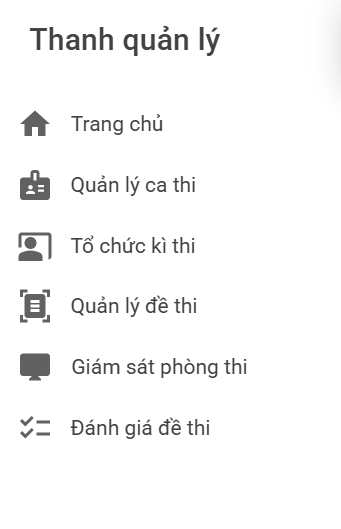 Thanh quản lý
Trang chủ
Quản lý ca thi
Tổ chức kì thi
Quản lý đề thi
Giám sát phòng thi
Đánh giá đề thi